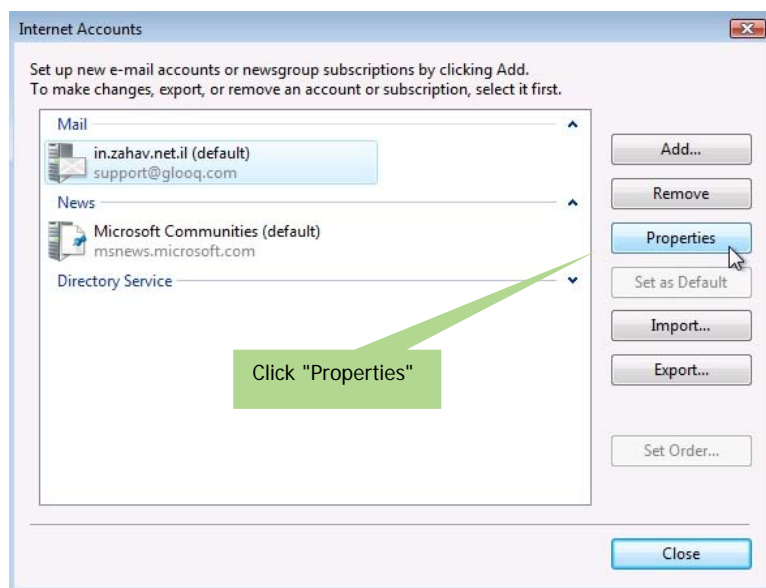 Internet Accounts
Set up new e-mail accounts or newsgroup subscriptions by clicking Add.
To make changes, export, or remove an account or subscription, select it first.
Mail
in.zahav.net.il (default)
support@glooq.com
News
Microsoft Communities (default)
msnews.microsoft.com
Directory Service
Add...
Remove
Properties
Set as Default
Import...
Export...
Set Order...
Click "Properties"
Close